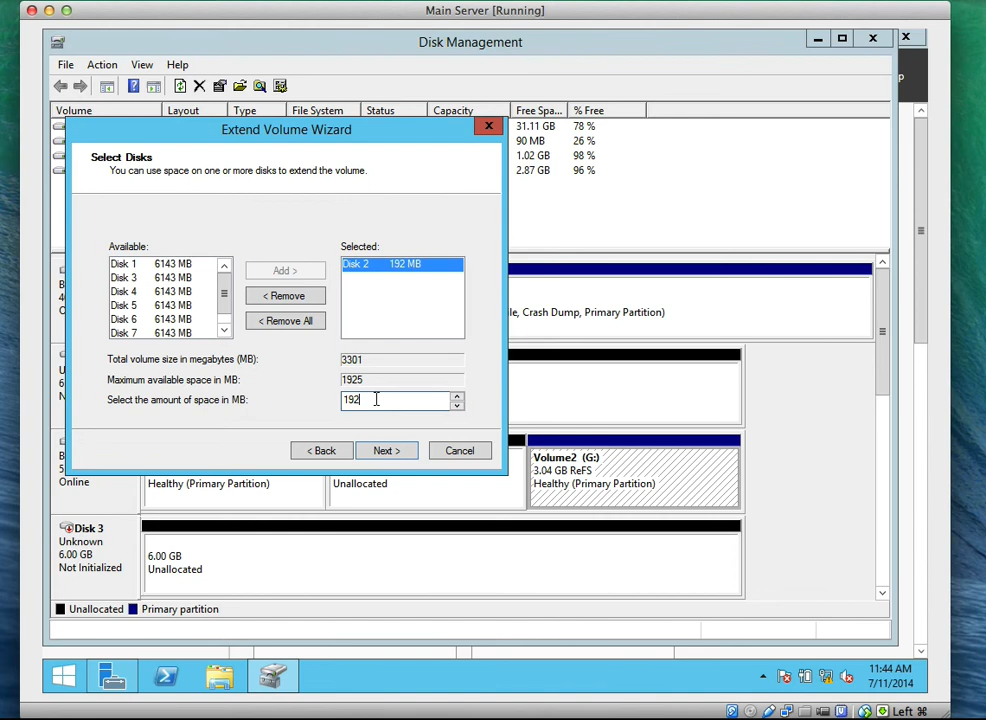 Main Server [Running]
Disk Management
File Action View Help
Volume Layout Type File System Status Capacity Free Spa... % Free
31.11 GB 78 %
90 MB 26 %
1.02 GB 98 %
2.87 GB 96 %
Extend Volume Wizard
Select Disks
You can use space on one or more disks to extend the volume.
Available:
Selected:
Disk 1 6143 MB
Disk 3 6143 MB
Disk 4 6143 MB
Disk 5 6143 MB
Disk 6 6143 MB
Disk 7 6143 MB
Add >
< Remove
< Remove All
Disk 2 192 MB
Total volume size in megabytes (MB): 3301
Maximum available space in MB: 1925
Select the amount of space in MB: 192
< Back Next > Cancel
le, Crash Dump, Primary Partition)
Online
Healthy (Primary Partition)
Unallocated
Volume2 (G:)
3.04 GB ReFS
Healthy (Primary Partition)
Disk 3
Unknown
6.00 GB
Not Initialized
6.00 GB
Unallocated
Unallocated Primary partition
11:44 AM
7/11/2014
Left ⌘